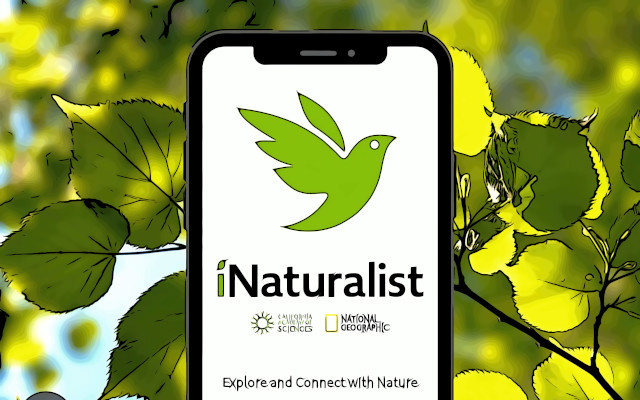 iNaturalist
CALIFORNIA
ACADEMY OF
SCIENCES
NATIONAL
GEOGRAPHIC
Explore and Connect with Nature